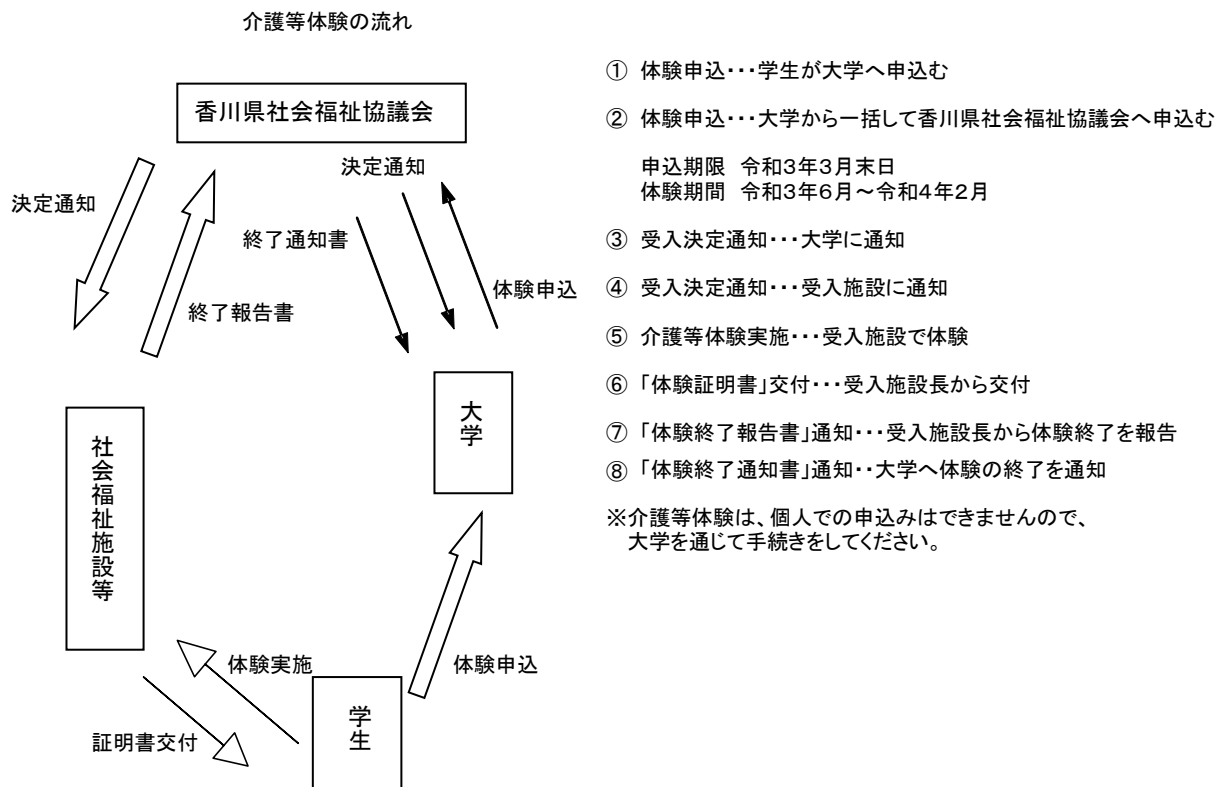 介護等体験の流れ
香川県社会福祉協議会
決定通知
決定通知
終了通知書
終了報告書
体験申込
大学
社会福祉施設等
体験実施
体験申込
学生
証明書交付
① 体験申込・・・学生が大学へ申込む
② 体験申込・・・大学から一括して香川県社会福祉協議会へ申込む
申込期限 令和3年3月末日
体験期間 令和3年6月～令和4年2月
③ 受入決定通知・・・大学に通知
④ 受入決定通知・・・受入施設に通知
⑤ 介護等体験実施・・・受入施設で体験
⑥ 「体験証明書」交付・・・受入施設長から交付
⑦ 「体験終了報告書」通知・・・受入施設長から体験終了を報告
⑧ 「体験終了通知書」通知・・大学へ体験の終了を通知
※介護等体験は、個人での申込みはできませんので、
大学を通じて手続きをしてください。